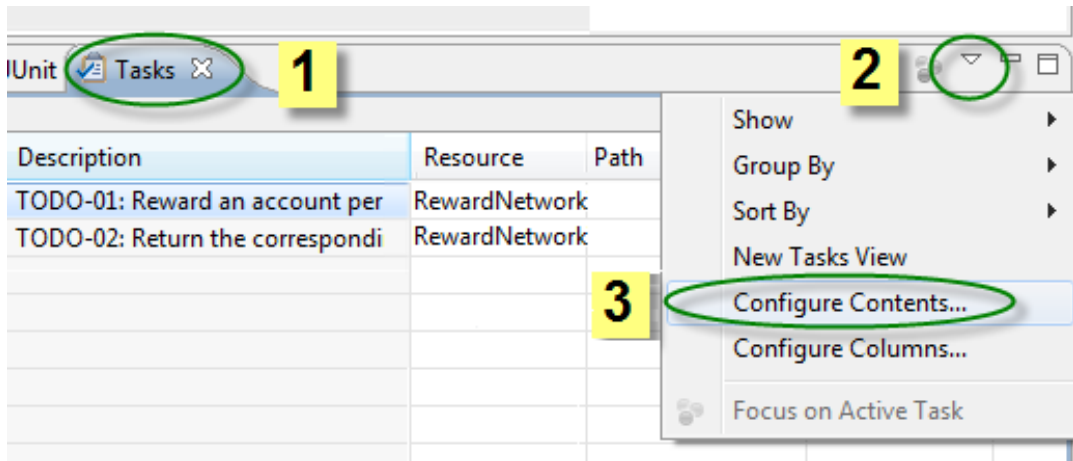 JUnit Tasks 1 2
Description Resource Path
TODO-01: Reward an account per RewardNetwork
TODO-02: Return the correspondi RewardNetwork
Show
Group By
Sort By
New Tasks View
3 Configure Contents...
Configure Columns...
Focus on Active Task